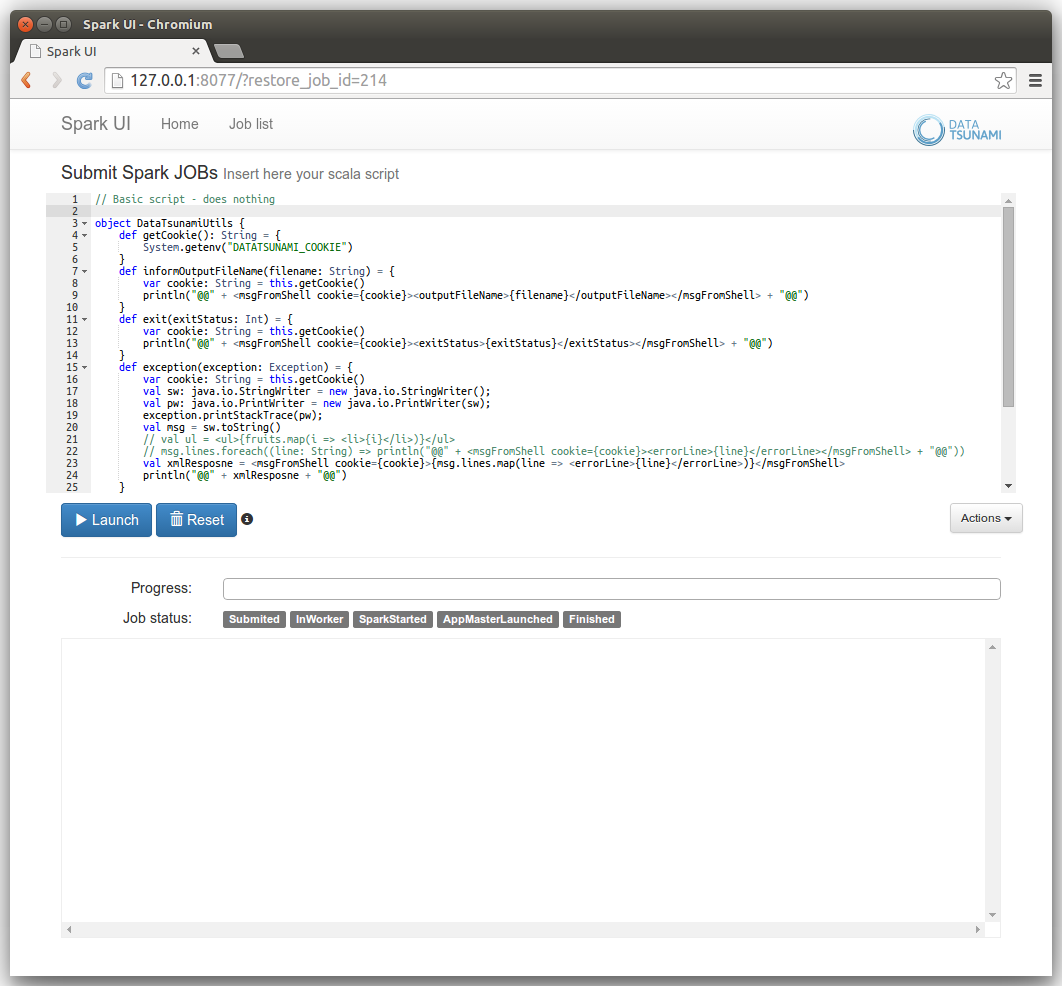 Spark UI - Chromium
Spark UI
127.0.0.1:8077/?restore_job_id=214
Spark UI Home Job list
DATA
TSUNAMI
Submit Spark JOBs Insert here your scala script
1 // Basic script - does nothing
2
3 object DataTsunamiUtils {
4 def getCookie(): String = {
5 System.getenv("DATATSUNAMI_COOKIE")
6 }
7 def informOutputFileName(filename: String) = {
8 var cookie: String = this.getCookie()
9 println("@@" + <msgFromShell cookie={cookie}><outputFileName>{filename}</outputFileName></msgFromShell> + "@@")
10 }
11 def exit(exitStatus: Int) = {
12 var cookie: String = this.getCookie()
13 println("@@" + <msgFromShell cookie={cookie}><exitStatus>{exitStatus}</exitStatus></msgFromShell> + "@@")
14 }
15 def exception(exception: Exception) = {
16 var cookie: String = this.getCookie()
17 val sw: java.io.StringWriter = new java.io.StringWriter();
18 val pw: java.io.PrintWriter = new java.io.PrintWriter(sw);
19 exception.printStackTrace(pw);
20 val msg = sw.toString()
21 // val ul = <ul>{fruits.map(i => <li>{i}</li>)}</ul>
22 // msg.lines.foreach((line: String) => println("@@" + <msgFromShell cookie={cookie}><errorLine>{line}</errorLine></msgFromShell> + "@@"))
23 val xmlResposne = <msgFromShell cookie={cookie}>{msg.lines.map(line => <errorLine>{line}</errorLine>)}</msgFromShell>
24 println("@@" + xmlResposne + "@@")
25 }
Launch Reset Actions
Progress:
Job status: Submited InWorker SparkStarted AppMasterLaunched Finished